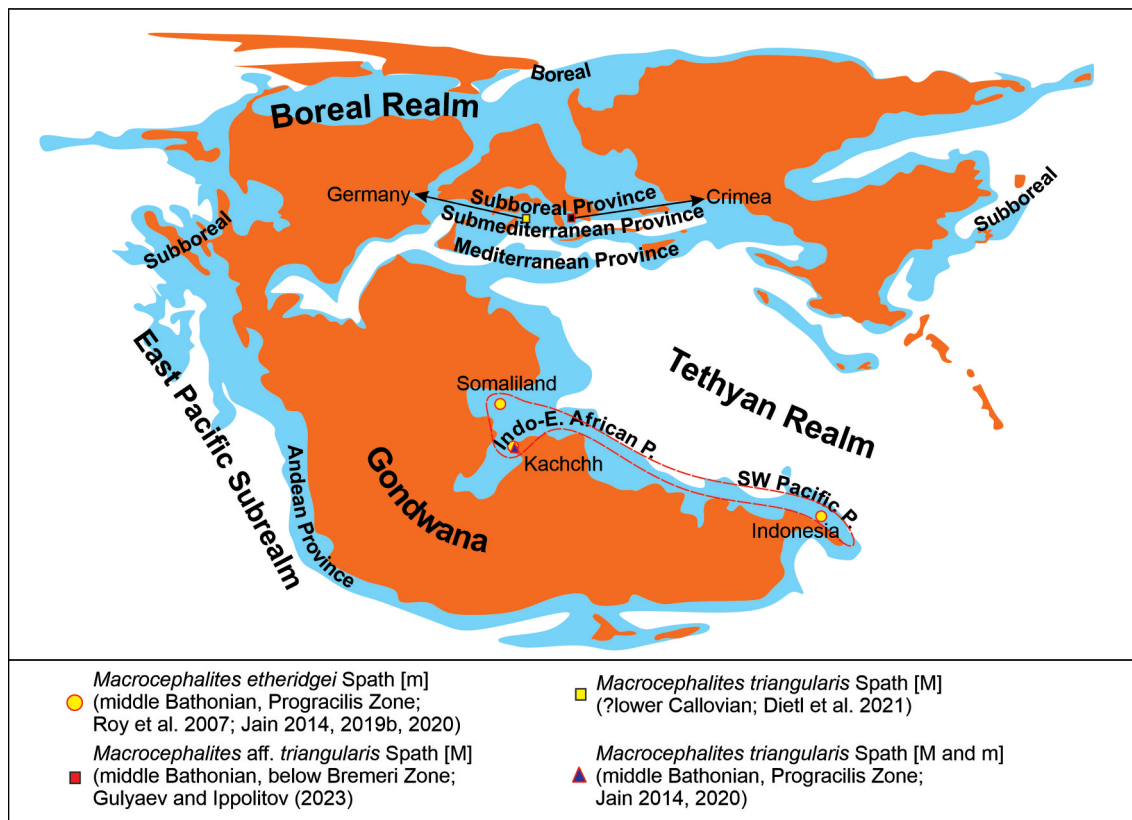 Boreal
Boreal Realm
Germany
Subboreal Province
Crimea
Submediterranean Province
Mediterranean Province
Subboreal
Subboreal
East Pacific Subrealm
Andean Province
Gondwana
Tethyan Realm
Somaliland
Indo-E. African P.
Kachchh
SW Pacific P.
Indonesia
Macrocephalites etheridgei Spath [m]
(middle Bathonian, Progracilis Zone;
Roy et al. 2007; Jain 2014, 2019b, 2020)
Macrocephalites aff. triangularis Spath [M]
(middle Bathonian, below Bremeri Zone;
Gulyaev and Ippolitov (2023)
Macrocephalites triangularis Spath [M]
(?lower Callovian; Dietl et al. 2021)
Macrocephalites triangularis Spath [M and m]
(middle Bathonian, Progracilis Zone;
Jain 2014, 2020)